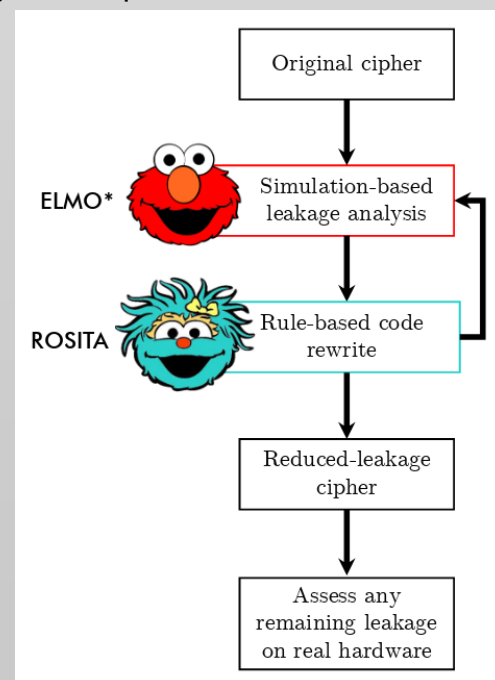 Original cipher
ELMO*
Simulation-based
leakage analysis
ROSITA
Rule-based code
rewrite
Reduced-leakage
cipher
Assess any
remaining leakage
on real hardware